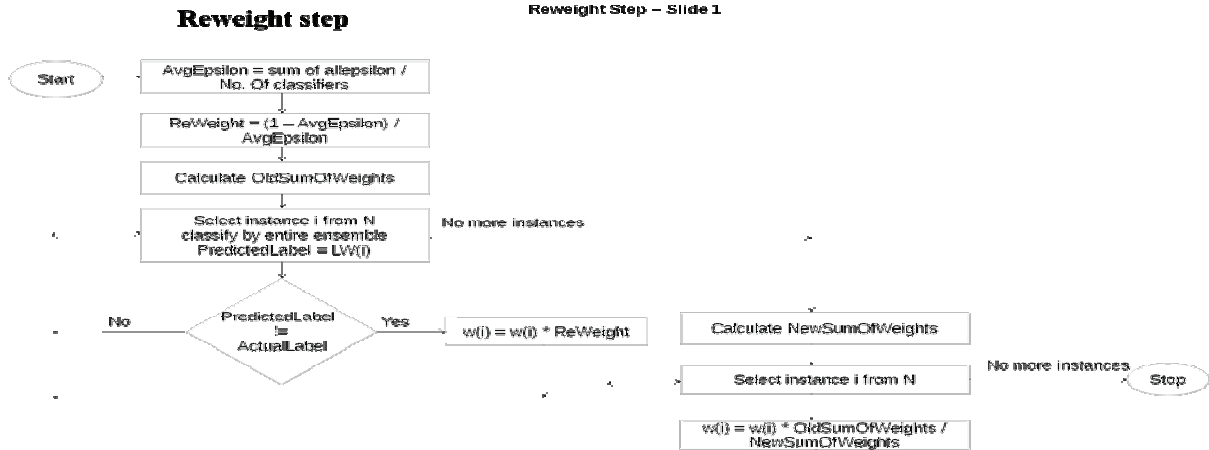 Reweight step
Reweight Step – Slide 1
Start
AvgEpsilon = sum of allepsilon /
No. Of classifiers
ReWeight = (1 – AvgEpsilon) /
AvgEpsilon
Calculate OldSumOfWeights
Select instance i from N
classify by entire ensemble
PredictedLabel = LW(i)
No more instances
No
PredictedLabel
!=
ActualLabel
Yes
w(i) = w(i) * ReWeight
Calculate NewSumOfWeights
Select instance i from N
No more instances
Stop
w(i) = w(i) * OldSumOfWeights /
NewSumOfWeights